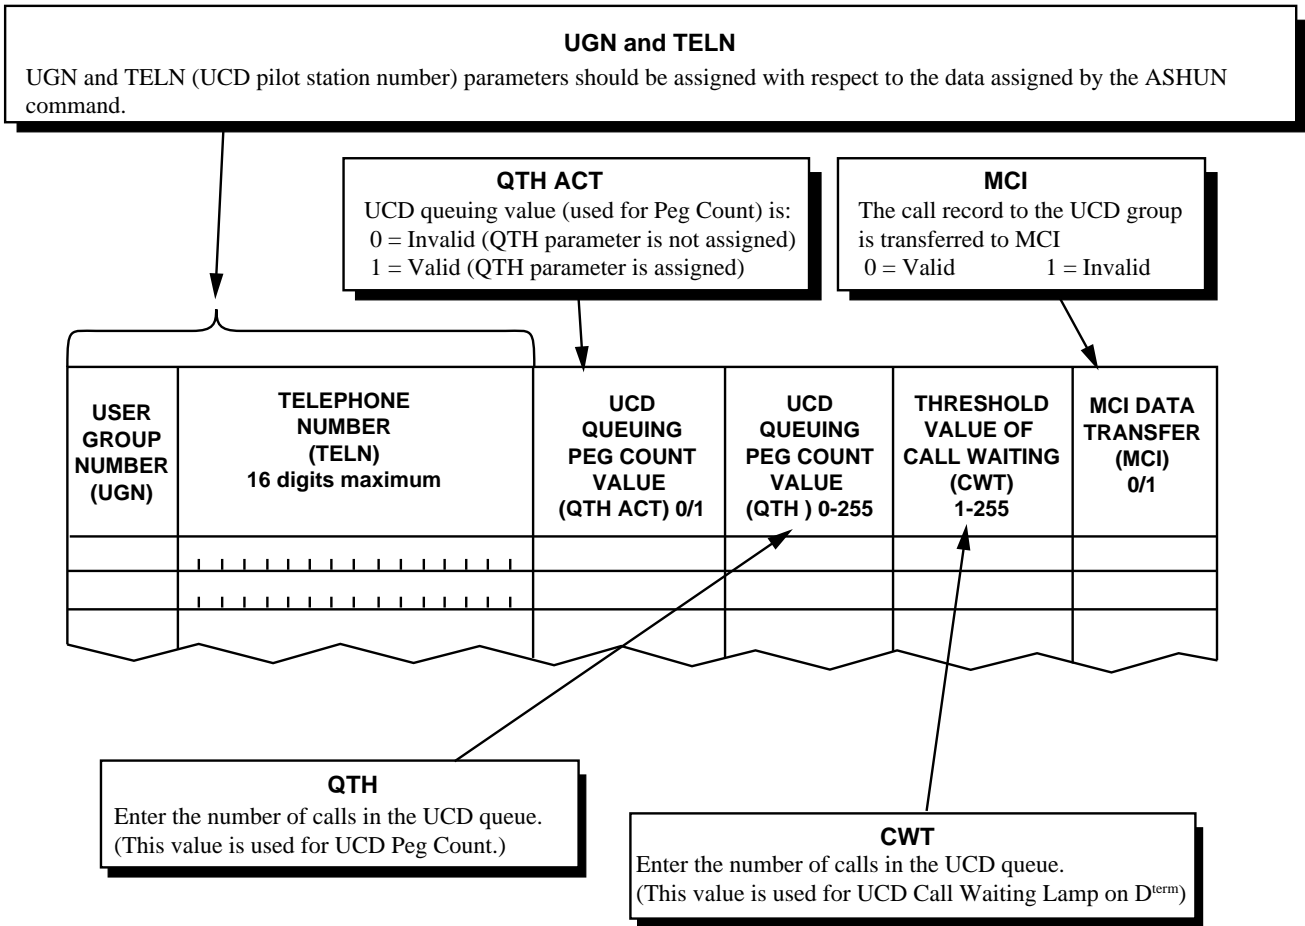 UGN and TELN
UGN and TELN (UCD pilot station number) parameters should be assigned with respect to the data assigned by the ASHUN
command.
QTH ACT
UCD queuing value (used for Peg Count) is:
0 = Invalid (QTH parameter is not assigned)
1 = Valid (QTH parameter is assigned)
MCI
The call record to the UCD group
is transferred to MCI
0 = Valid 1 = Invalid
USER
GROUP
NUMBER
(UGN)
TELEPHONE
NUMBER
(TELN)
16 digits maximum
UCD
QUEUING
PEG COUNT
VALUE
(QTH ACT) 0/1
UCD
QUEUING
PEG COUNT
VALUE
(QTH ) 0-255
THRESHOLD
VALUE OF
CALL WAITING
(CWT)
1-255
MCI DATA
TRANSFER
(MCI)
0/1
QTH
Enter the number of calls in the UCD queue.
(This value is used for UCD Peg Count.)
CWT
Enter the number of calls in the UCD queue.
(This value is used for UCD Call Waiting Lamp on Dterm)